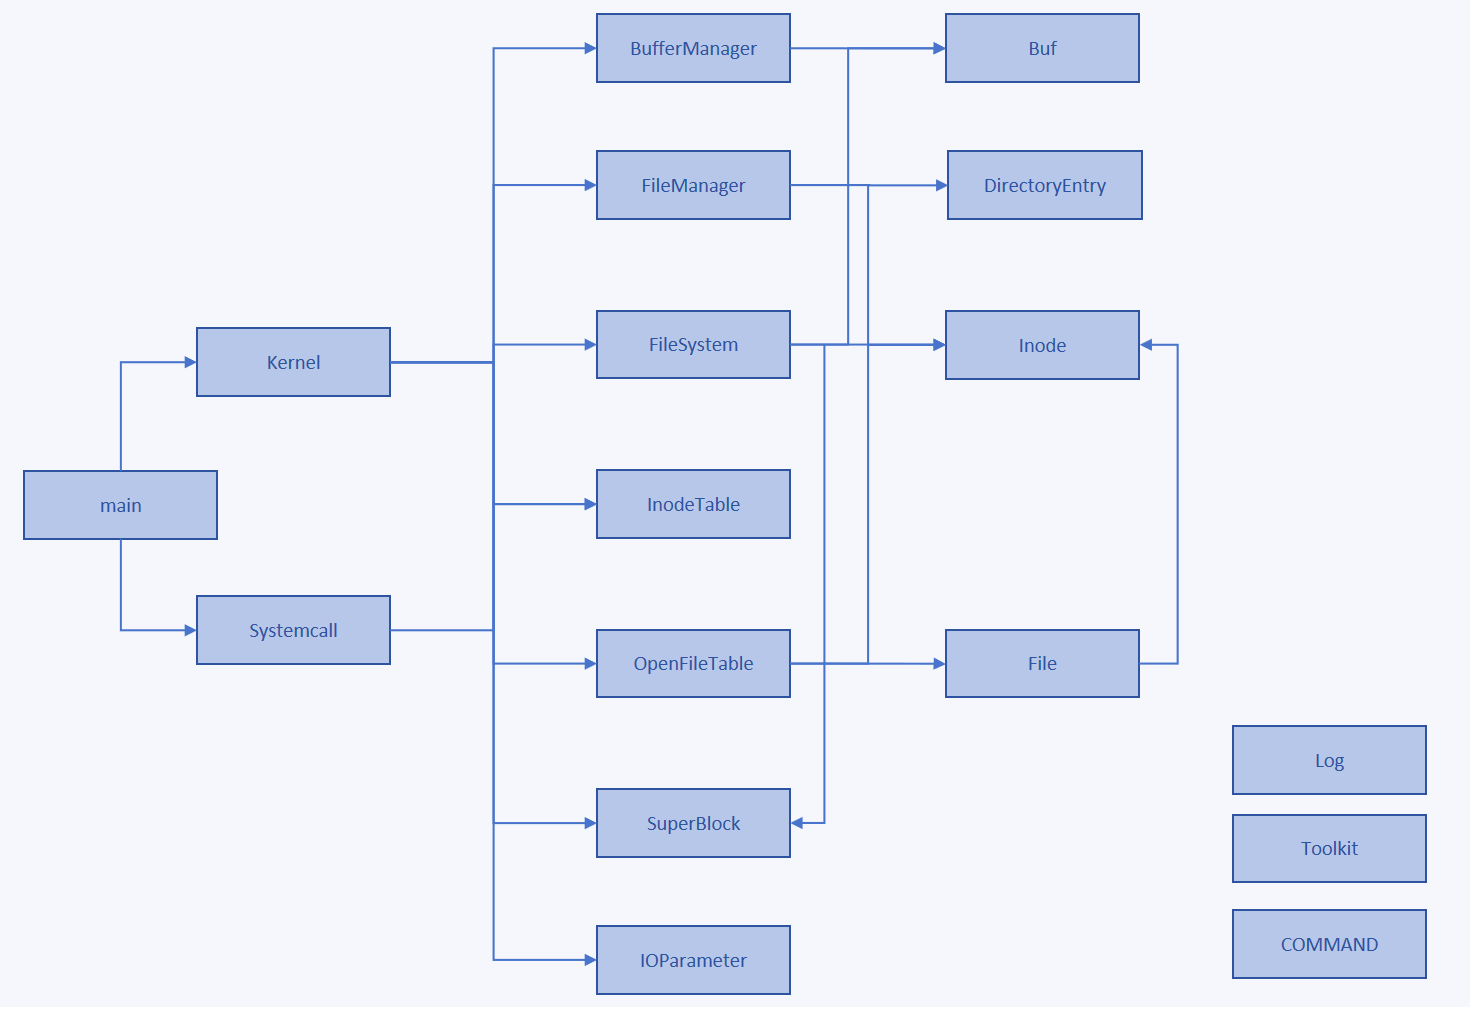 BufferManager
Buf
FileManager
DirectoryEntry
FileSystem
Inode
Kernel
main
InodeTable
Systemcall
OpenFileTable
File
Log
SuperBlock
Toolkit
COMMAND
IOParameter